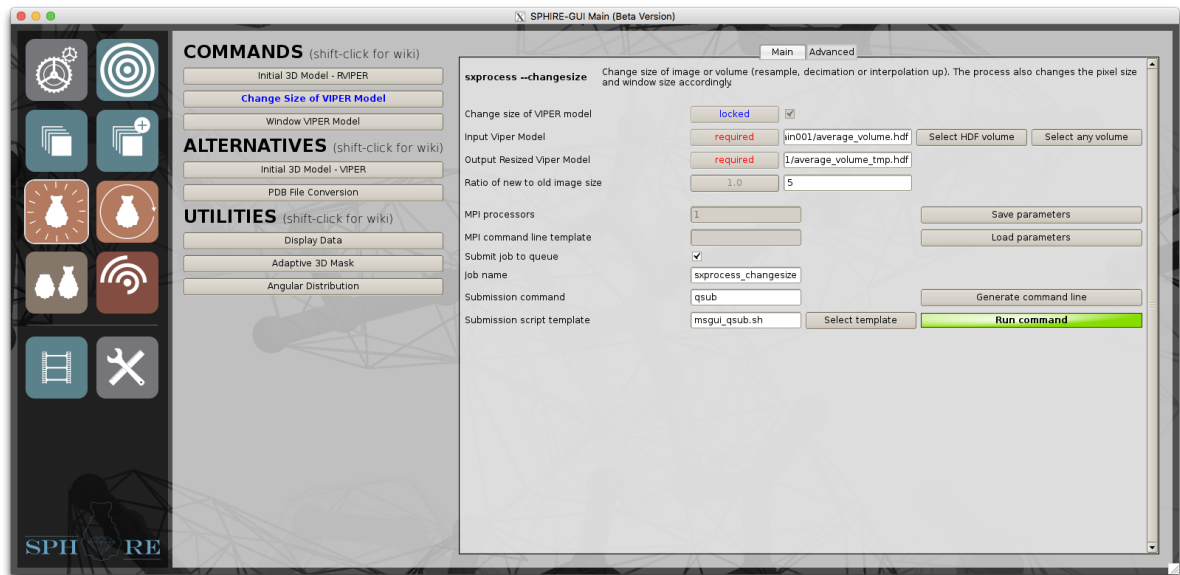 SPHIRE-GUI Main (Beta Version)
COMMANDS (shift-click for wiki)
Initial 3D Model - RVIPER
Change Size of VIPER Model
Window VIPER Model
ALTERNATIVES (shift-click for wiki)
Initial 3D Model - VIPER
PDB File Conversion
UTILITIES (shift-click for wiki)
Display Data
Adaptive 3D Mask
Angular Distribution
SPH RE
Main Advanced
sxprocess --changesize Change size of image or volume (resample, decimation or interpolation up). The process also changes the pixel size
and window size accordingly.
Change size of VIPER model locked
Input Viper Model required ain001/average_volume.hdf Select HDF volume Select any volume
Output Resized Viper Model required 1/average_volume_tmp.hdf
Ratio of new to old image size 1.0 5
MPI processors 1 Save parameters
MPI command line template Load parameters
Submit job to queue
Job name sxprocess_changesize
Submission command qsub Generate command line
Submission script template msgui_qsub.sh Select template Run command